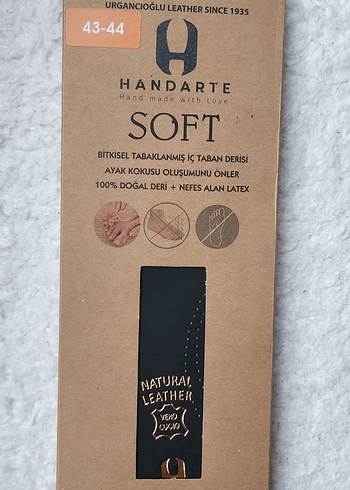 URGANCIOĞLU LEATHER SINCE 1935
43-44
HANDARTE
Hand made with Love
SOFT
BİTKİSEL TABAKLANMIŞ İÇ TABAN DERİSİ
AYAK KOKUSU OLUŞUMUNU ÖNLER
100% DOĞAL DERİ + NEFES ALAN LATEX
NATURAL
LEATHER
VERO
CUOIO